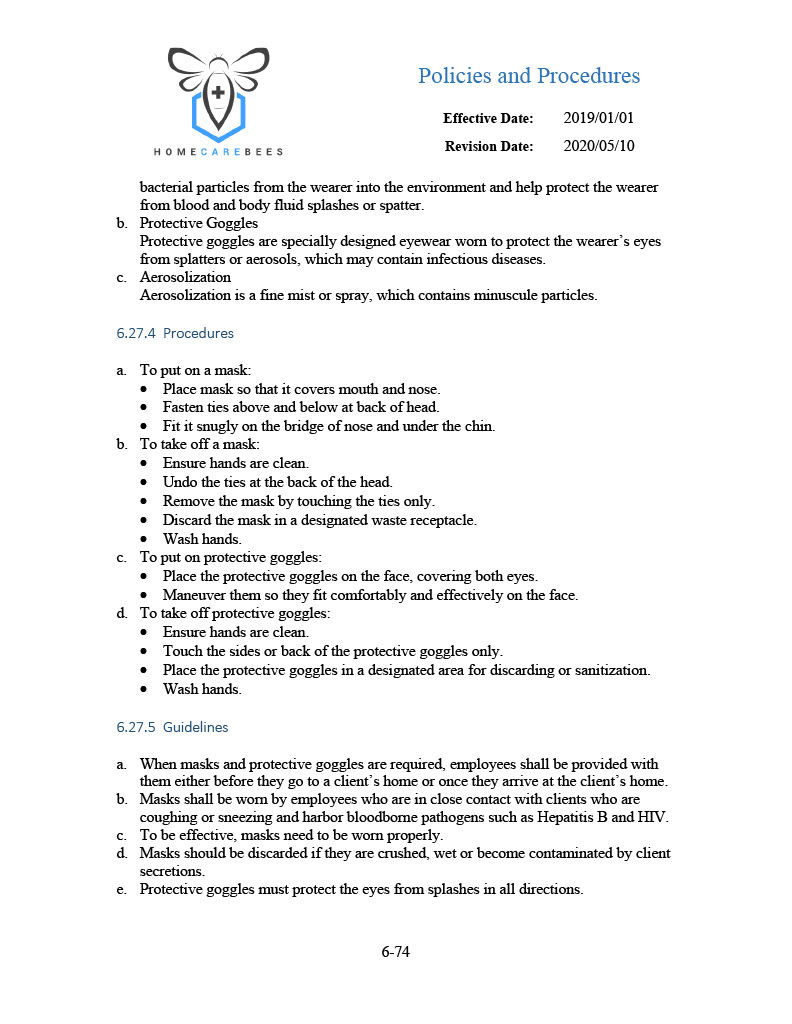 Policies and Procedures
Effective Date: 2019/01/01
Revision Date: 2020/05/10
HOMECAREBEES
bacterial particles from the wearer into the environment and help protect the wearer
from blood and body fluid splashes or spatter.
b. Protective Goggles
Protective goggles are specially designed eyewear worn to protect the wearer’s eyes
from splatters or aerosols, which may contain infectious diseases.
c. Aerosolization
Aerosolization is a fine mist or spray, which contains minuscule particles.
6.27.4 Procedures
a. To put on a mask:
• Place mask so that it covers mouth and nose.
• Fasten ties above and below at back of head.
• Fit it snugly on the bridge of nose and under the chin.
b. To take off a mask:
• Ensure hands are clean.
• Undo the ties at the back of the head.
• Remove the mask by touching the ties only.
• Discard the mask in a designated waste receptacle.
• Wash hands.
c. To put on protective goggles:
• Place the protective goggles on the face, covering both eyes.
• Maneuver them so they fit comfortably and effectively on the face.
d. To take off protective goggles:
• Ensure hands are clean.
• Touch the sides or back of the protective goggles only.
• Place the protective goggles in a designated area for discarding or sanitization.
• Wash hands.
6.27.5 Guidelines
a. When masks and protective goggles are required, employees shall be provided with
them either before they go to a client’s home or once they arrive at the client’s home.
b. Masks shall be worn by employees who are in close contact with clients who are
coughing or sneezing and harbor bloodborne pathogens such as Hepatitis B and HIV.
c. To be effective, masks need to be worn properly.
d. Masks should be discarded if they are crushed, wet or become contaminated by client
secretions.
e. Protective goggles must protect the eyes from splashes in all directions.
6-74